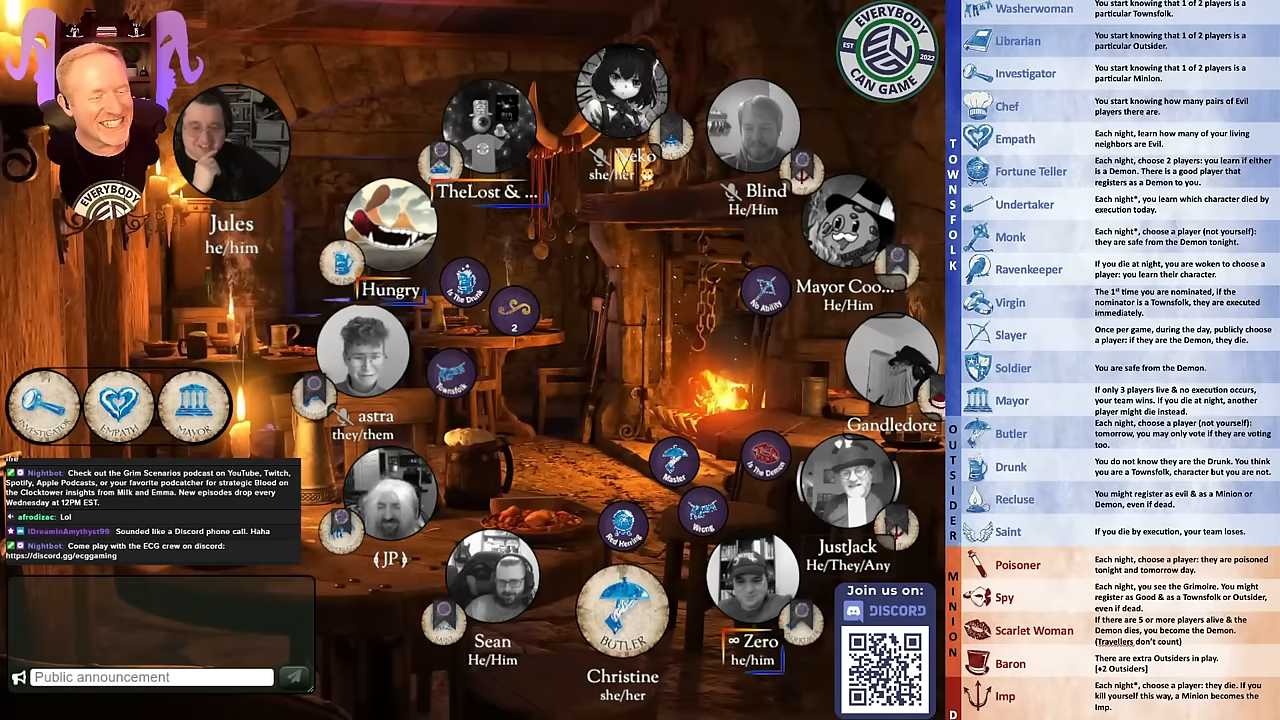 EVERYBODY
EST
2022
CAN GAME
EVERYBODY
Jules
he/him
TheLost & ...
Neko
she/her
Blind
He/Him
Mayor Coo...
He/Him
Hungry
Is The Drunk
2
No Ability
astra
they/them
Townsfolk
Gandledore
INVESTIGATOR
EMPATH
MAYOR
Nightbot: Check out the Grim Scenarios podcast on YouTube, Twitch,
Spotify, Apple Podcasts, or your favorite podcatcher for strategic Blood on
the Clocktower insights from Milk and Emma. New episodes drop every
Wednesday at 12PM EST.
afrodizac: Lol
IDreamInAmythyst99: Sounded like a Discord phone call. Haha
Nightbot: Come play with the ECG crew on discord:
https://discord.gg/ecggaming
Public announcement
(JP)
Master
Is The Demon
Wrong
Red Herring
JustJack
He/They/Any
Sean
He/Him
BUTLER
Christine
she/her
∞ Zero
he/him
Join us on:
DISCORD
TOWNSFOLK
Washerwoman
You start knowing that 1 of 2 players is a
particular Townsfolk.
Librarian
You start knowing that 1 of 2 players is a
particular Outsider.
Investigator
You start knowing that 1 of 2 players is a
particular Minion.
Chef
You start knowing how many pairs of Evil
players there are.
Empath
Each night, learn how many of your living
neighbors are Evil.
Fortune Teller
Each night, choose 2 players: you learn if either
is a Demon. There is a good player that
registers as a Demon to you.
Undertaker
Each night*, you learn which character died by
execution today.
Monk
Each night*, choose a player (not yourself):
they are safe from the Demon tonight.
Ravenkeeper
If you die at night, you are woken to choose a
player: you learn their character.
Virgin
The 1st time you are nominated, if the
nominator is a Townsfolk, they are executed
immediately.
Slayer
Once per game, during the day, publicly choose
a player: if they are the Demon, they die.
Soldier
You are safe from the Demon.
Mayor
If only 3 players live & no execution occurs,
your team wins. If you die at night, another
player might die instead.
OUTSIDER
Butler
Each night, choose a player (not yourself):
tomorrow, you may only vote if they are voting
too.
Drunk
You do not know they are the Drunk. You think
you are a Townsfolk, character but you are not.
Recluse
You might register as evil & as a Minion or
Demon, even if dead.
Saint
If you die by execution, your team loses.
MINION
Poisoner
Each night, choose a player: they are poisoned
tonight and tomorrow day.
Spy
Each night, you see the Grimoire. You might
register as Good & as a Townsfolk or Outsider,
even if dead.
Scarlet Woman
If there are 5 or more players alive & the
Demon dies, you become the Demon.
(Travellers don't count)
Baron
There are extra Outsiders in play.
[+2 Outsiders]
D
Imp
Each night*, choose a player: they die. If you
kill yourself this way, a Minion becomes the
Imp.